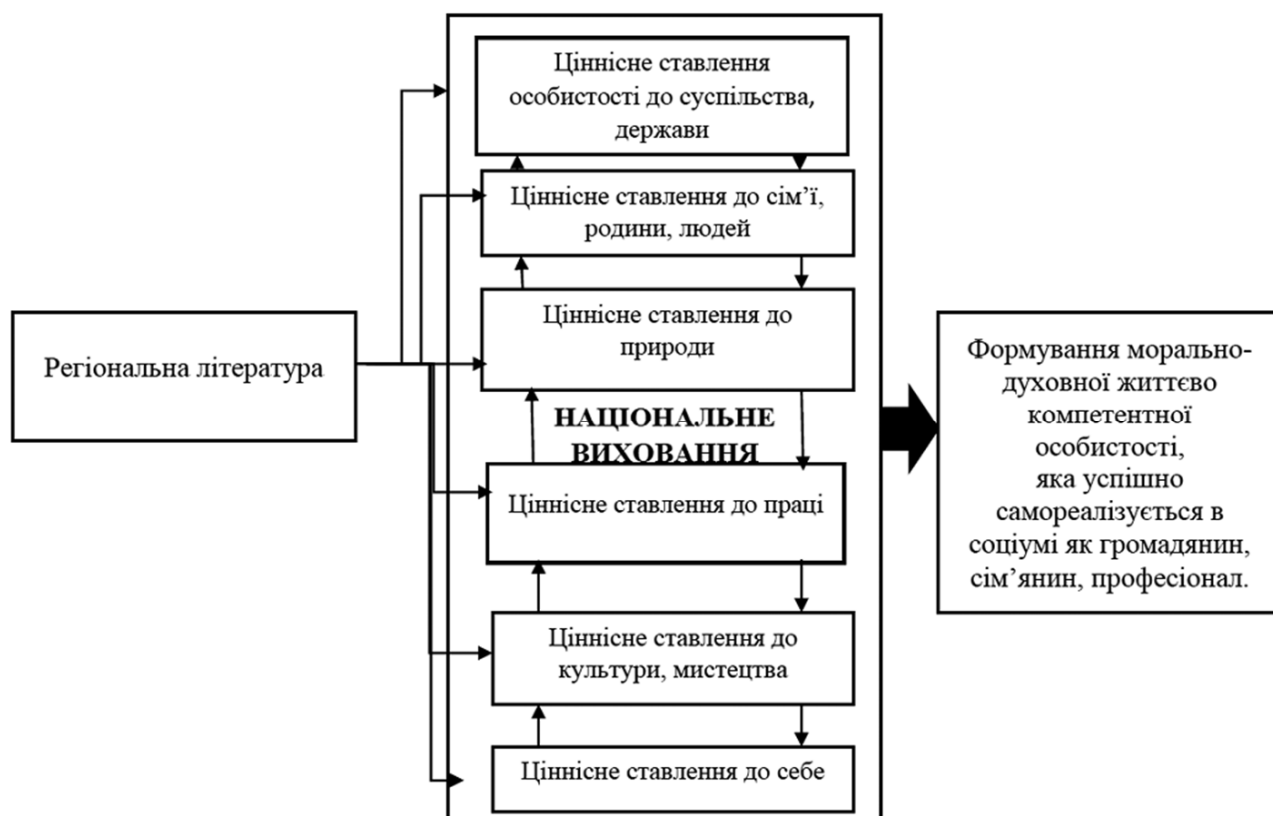 Регіональна література
Ціннісне ставлення
особистості до суспільства,
держави
Ціннісне ставлення до сім’ї,
родини, людей
Ціннісне ставлення до
природи
НАЦІОНАЛЬНЕ
ВИХОВАННЯ
Ціннісне ставлення до праці
Ціннісне ставлення до
культури, мистецтва
Ціннісне ставлення до себе
Формування морально-
духовної життєво
компетентної
особистості,
яка успішно
самореалізується в
соціумі як громадянин,
сім’янин, професіонал.